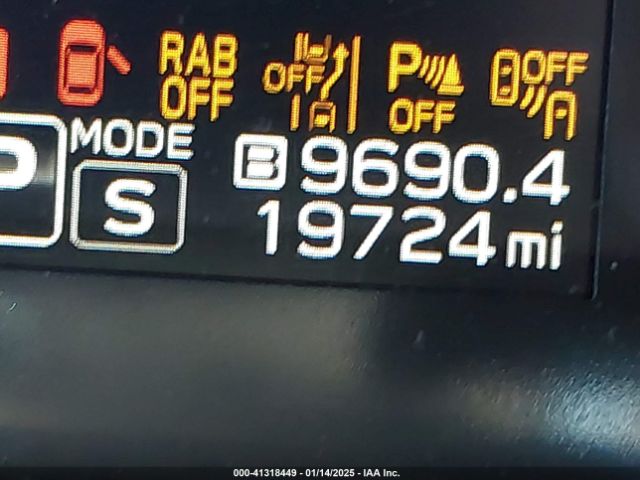 RAB
OFF
OFF
P
OFF
OFF
MODE
S
B 9690.4
19724 mi
000-41318449 - 01/14/2025 - IAA Inc.